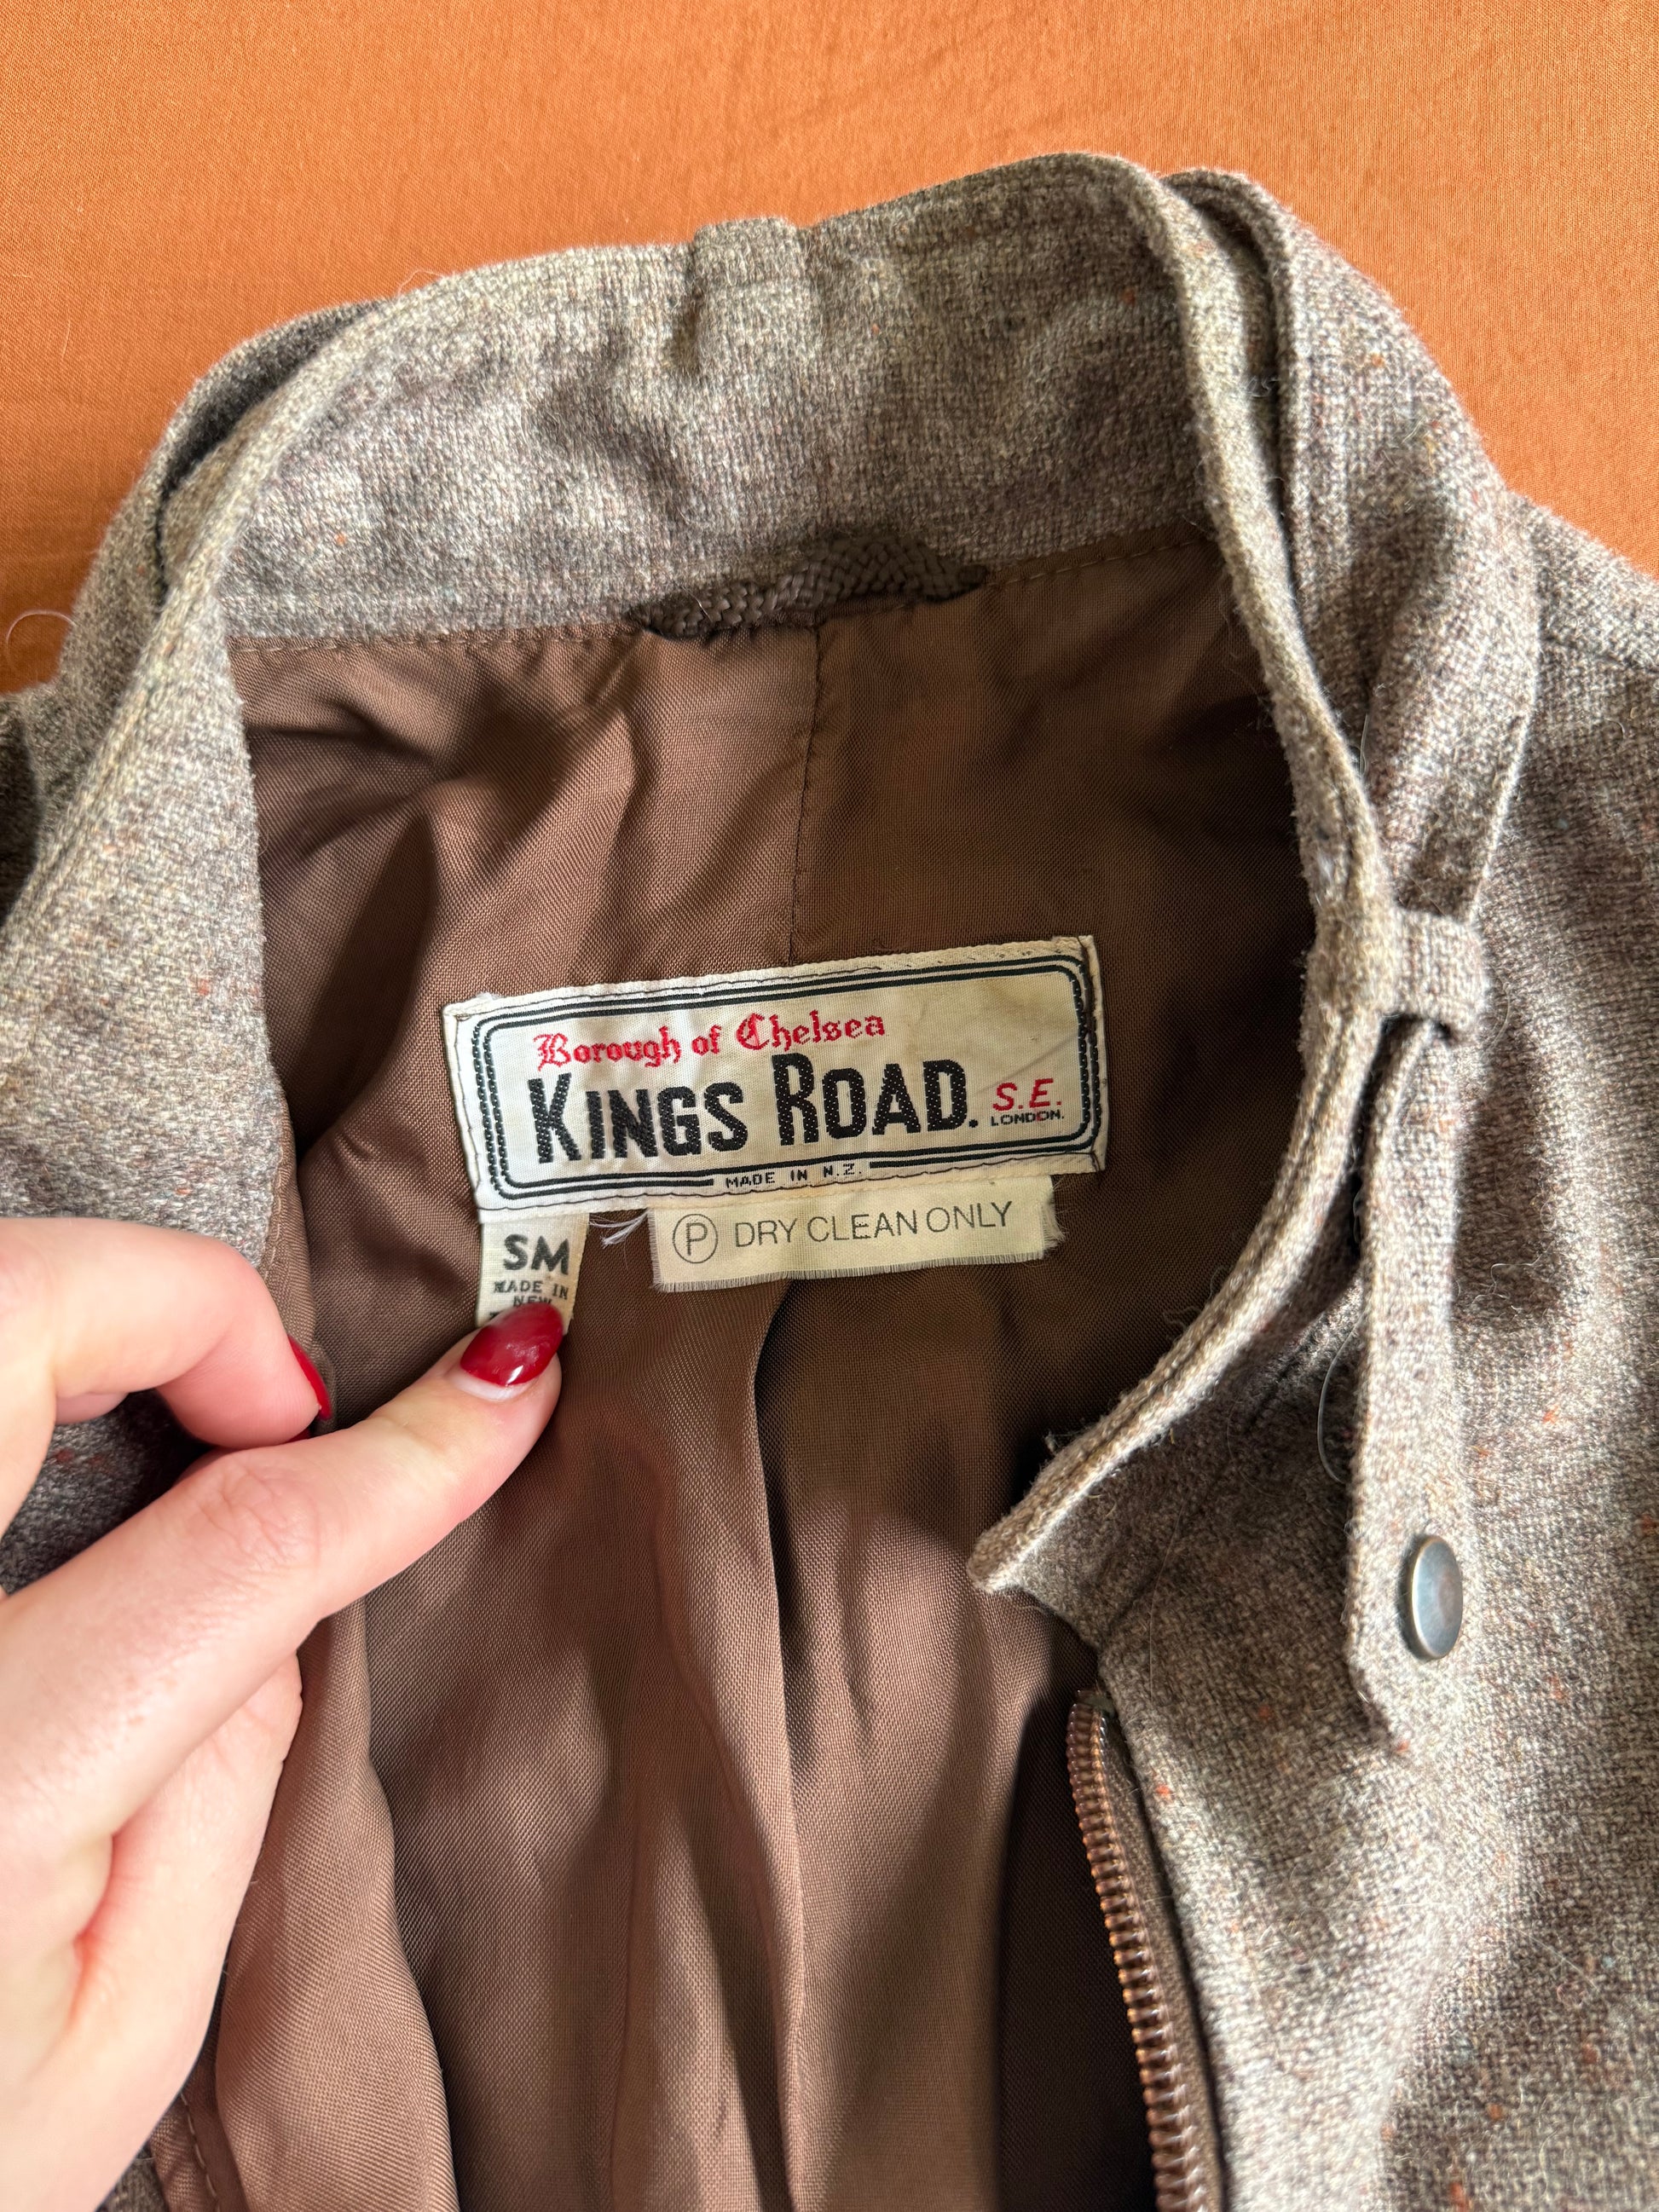 Borough of Chelsea
KINGS ROAD. S.E.
LONDON.
MADE IN N.Z.
SM
MADE IN
NEW
Ⓟ DRY CLEAN ONLY